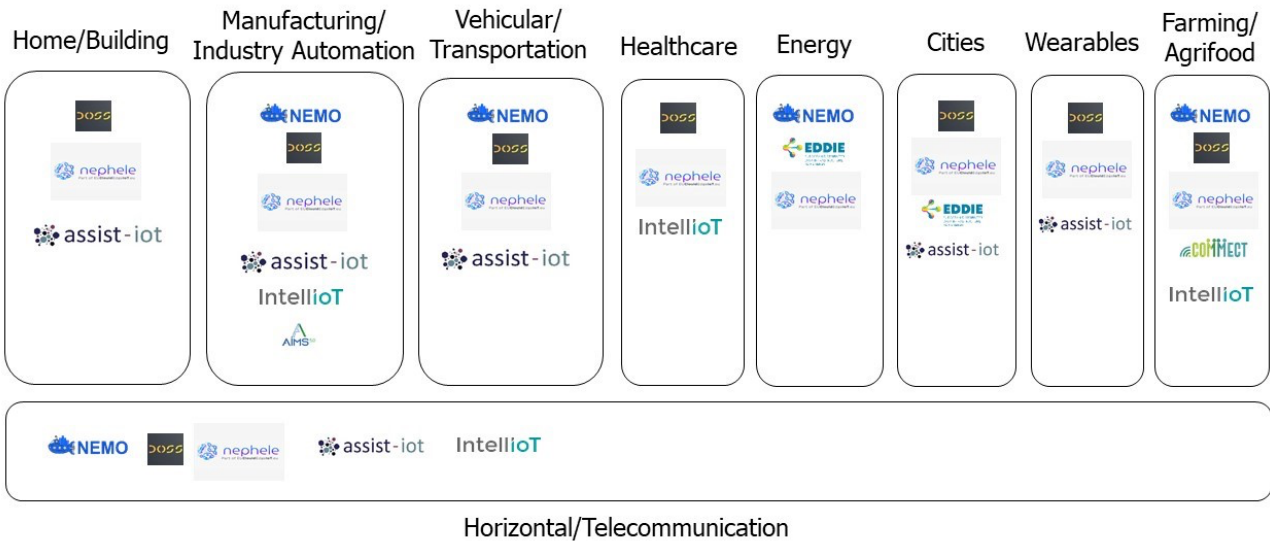 Home/Building
DOSS
nephele
assist-iot
Manufacturing/
Industry Automation
NEMO
DOSS
nephele
assist-iot
IntellioT
AIMS
Vehicular/
Transportation
NEMO
DOSS
nephele
assist-iot
Healthcare
DOSS
nephele
IntellioT
Energy
NEMO
EDDIE
nephele
Cities
DOSS
nephele
EDDIE
assist-iot
Wearables
DOSS
nephele
assist-iot
Farming/
Agrifood
NEMO
DOSS
nephele
COMMECT
IntellioT
NEMO
DOSS
nephele
assist-iot
IntellioT
Horizontal/Telecommunication